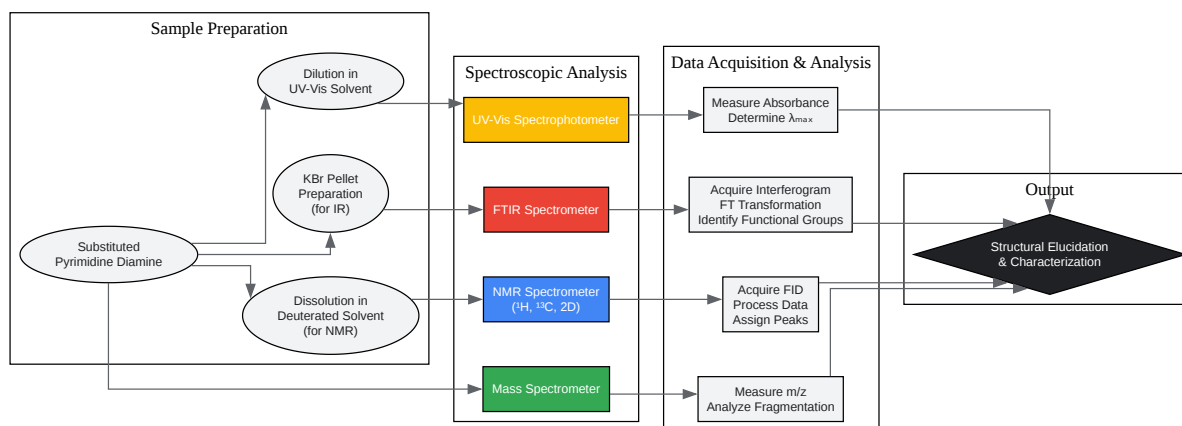 Sample Preparation
Dilution in
UV-Vis Solvent
KBr Pellet
Preparation
(for IR)
Substituted
Pyrimidine Diamine
Dissolution in
Deuterated Solvent
(for NMR)
Spectroscopic Analysis
UV-Vis Spectrophotometer
FTIR Spectrometer
NMR Spectrometer
(¹H, ¹³C, 2D)
Mass Spectrometer
Data Acquisition & Analysis
Measure Absorbance
Determine λₘₐₓ
Acquire Interferogram
FT Transformation
Identify Functional Groups
Acquire FID
Process Data
Assign Peaks
Measure m/z
Analyze Fragmentation
Output
Structural Elucidation
& Characterization